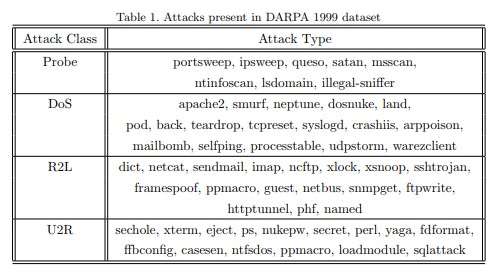 Table 1. Attacks present in DARPA 1999 dataset
Attack Class Attack Type
Probe portsweep, ipsweep, queso, satan, msscan,
ntinfoscan, lsdomain, illegal-sniffer
DoS apache2, smurf, neptune, dosnuke, land,
pod, back, teardrop, tcpreset, syslogd, crashiis, arppoison,
mailbomb, selfping, processtable, udpstorm, warezclient
R2L dict, netcat, sendmail, imap, ncftp, xlock, xsnoop, sshtrojan,
framespoof, ppmacro, guest, netbus, snmpget, ftpwrite,
httptunnel, phf, named
U2R sechole, xterm, eject, ps, nukepw, secret, perl, yaga, fdformat,
ffbconfig, casesen, ntfsdos, ppmacro, loadmodule, sqlattack